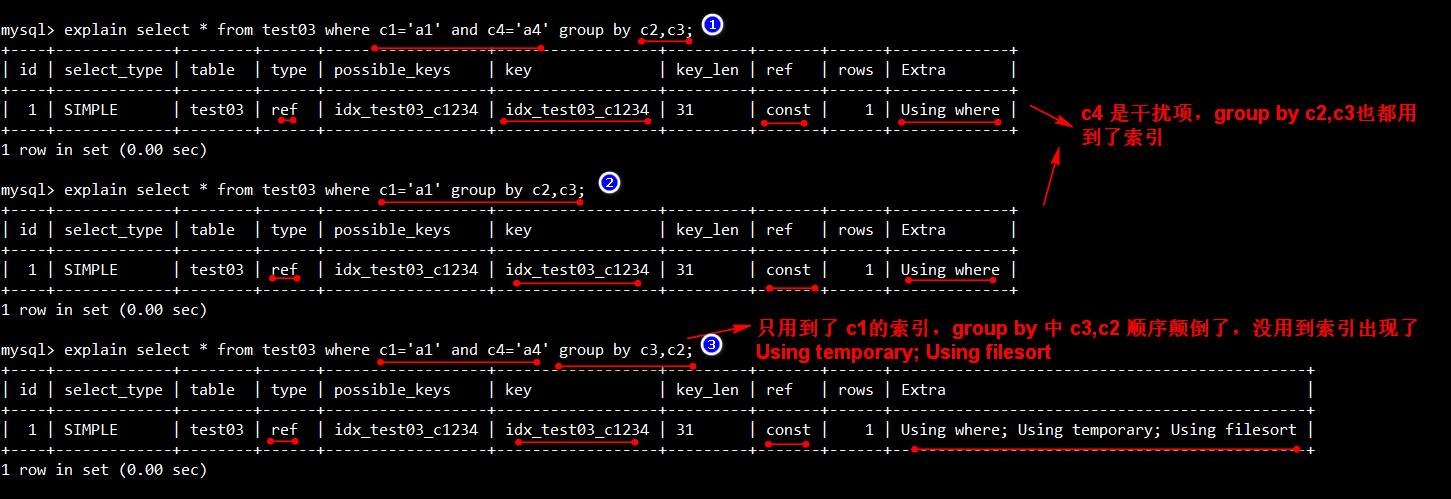 mysql> explain select * from test03 where c1='a1' and c4='a4' group by c2,c3; 1
+----+-------------+--------+------+-----------------+-----------------+---------+-------+------+-------------+
| id | select_type | table | type | possible_keys | key | key_len | ref | rows | Extra |
+----+-------------+--------+------+-----------------+-----------------+---------+-------+------+-------------+
| 1 | SIMPLE | test03 | ref | idx_test03_c1234 | idx_test03_c1234 | 31 | const | 1 | Using where |
+----+-------------+--------+------+-----------------+-----------------+---------+-------+------+-------------+
1 row in set (0.00 sec)
c4 是干扰项，group by c2,c3也都用
到了索引
mysql> explain select * from test03 where c1='a1' group by c2,c3; 2
+----+-------------+--------+------+-----------------+-----------------+---------+-------+------+-------------+
| id | select_type | table | type | possible_keys | key | key_len | ref | rows | Extra |
+----+-------------+--------+------+-----------------+-----------------+---------+-------+------+-------------+
| 1 | SIMPLE | test03 | ref | idx_test03_c1234 | idx_test03_c1234 | 31 | const | 1 | Using where |
+----+-------------+--------+------+-----------------+-----------------+---------+-------+------+-------------+
1 row in set (0.00 sec)
只用到了 c1的索引，group by 中 c3,c2 顺序颠倒了，没用到索引出现了
Using temporary; Using filesort
mysql> explain select * from test03 where c1='a1' and c4='a4' group by c3,c2; 3
+----+-------------+--------+------+-----------------+-----------------+---------+-------+------+----------------------------------------------+
| id | select_type | table | type | possible_keys | key | key_len | ref | rows | Extra |
+----+-------------+--------+------+-----------------+-----------------+---------+-------+------+----------------------------------------------+
| 1 | SIMPLE | test03 | ref | idx_test03_c1234 | idx_test03_c1234 | 31 | const | 1 | Using where; Using temporary; Using filesort |
+----+-------------+--------+------+-----------------+-----------------+---------+-------+------+----------------------------------------------+
1 row in set (0.00 sec)